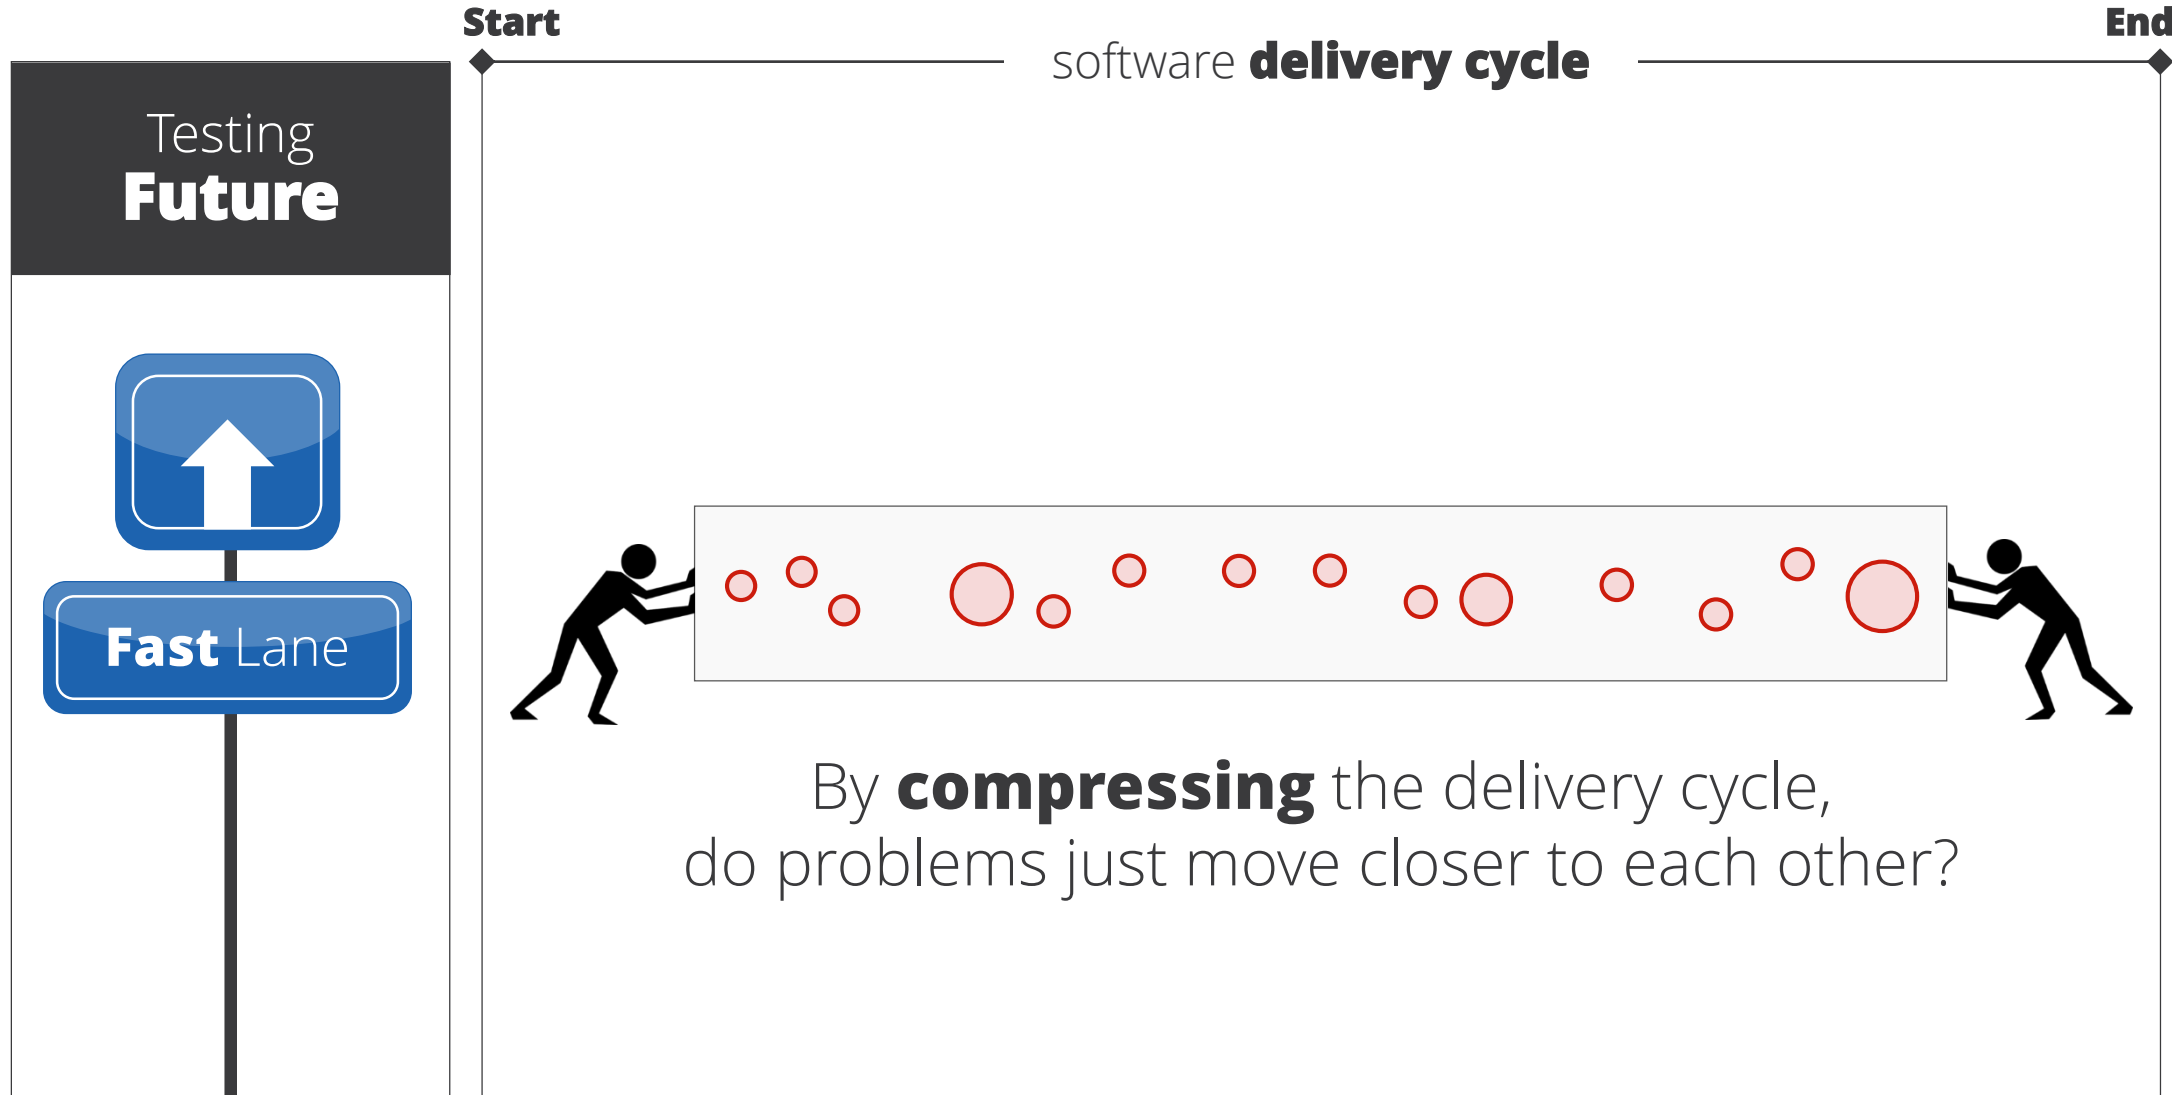 Start
End
software delivery cycle
Testing
Future
Fast Lane
By compressing the delivery cycle,
do problems just move closer to each other?